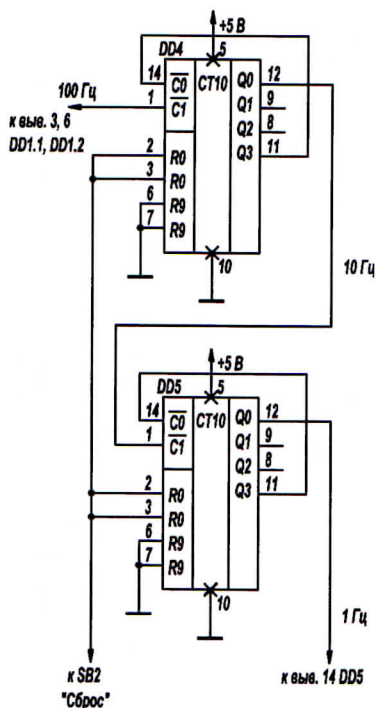 +5 В
DD4
5
14 C0 CT10 Q0 12
100 Гц
1 C1 Q1 9
к выв. 3, 6
DD1.1, DD1.2
Q2 8
Q3 11
2 R0
3 R0
6 R9
7 R9
10
10 Гц
+5 В
DD5
5
14 C0 CT10 Q0 12
1 C1 Q1 9
Q2 8
2 R0 Q3 11
3 R0
6 R9
7 R9
10
1 Гц
к SB2
"Сброс"
к выв. 14 DD5